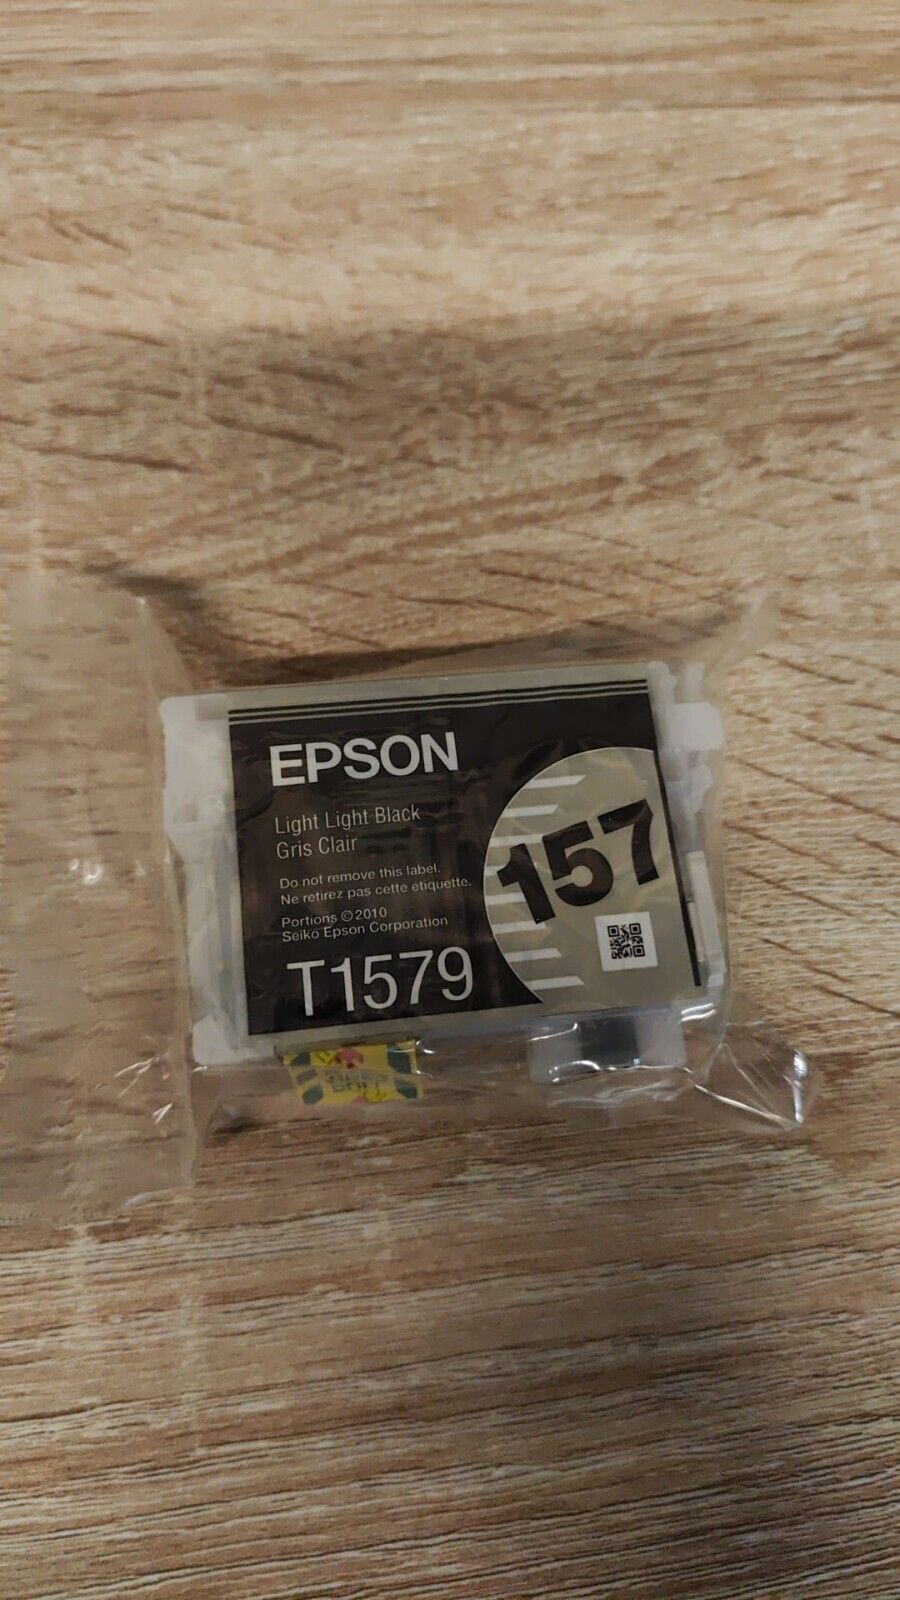 EPSON
Light Light Black
Gris Clair
157
Do not remove this label.
Ne retirez pas cette étiquette.
Portions ©2010
Seiko Epson Corporation
T1579